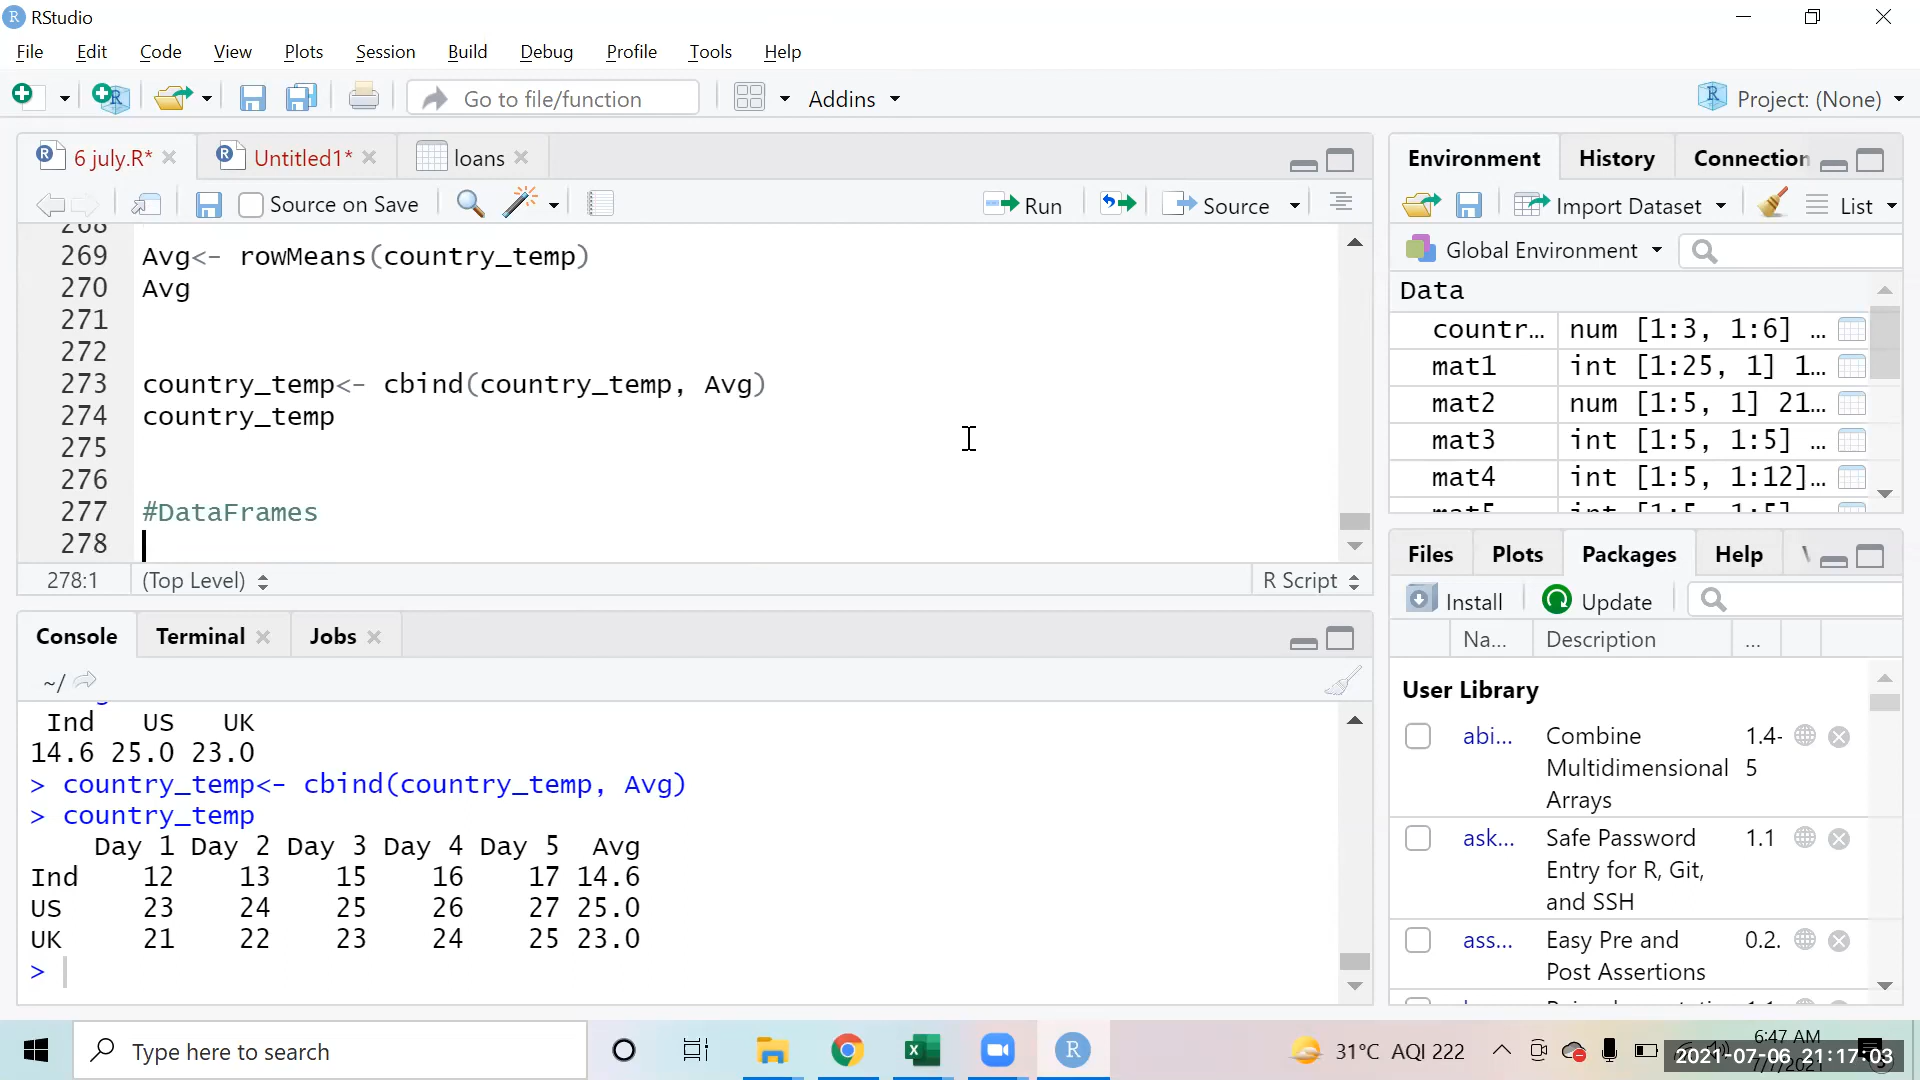 RStudio
File Edit Code View Plots Session Build Debug Profile Tools Help
Go to file/function Addins Project: (None)
6 july.R* Untitled1* loans
Source on Save Run Source
268
269 Avg<- rowMeans(country_temp)
270 Avg
271
272
273 country_temp<- cbind(country_temp, Avg)
274 country_temp
275
276
277 #DataFrames
278
278:1 (Top Level) R Script
Console Terminal Jobs
~/
Ind US UK
14.6 25.0 23.0
> country_temp<- cbind(country_temp, Avg)
> country_temp
Day 1 Day 2 Day 3 Day 4 Day 5 Avg
Ind 12 13 15 16 17 14.6
US 23 24 25 26 27 25.0
UK 21 22 23 24 25 23.0
>
Environment History Connection
Import Dataset List
Global Environment
Data
countr... num [1:3, 1:6] ...
mat1 int [1:25, 1] 1...
mat2 num [1:5, 1] 21...
mat3 int [1:5, 1:5] ...
mat4 int [1:5, 1:12]...
mat5 int [1:5, 1:5]
Files Plots Packages Help
Install Update
Na... Description ...
User Library
abi... Combine 1.4-
Multidimensional 5
Arrays
ask... Safe Password 1.1
Entry for R, Git,
and SSH
ass... Easy Pre and 0.2.
Post Assertions
Type here to search
31°C AQI 222
6:47 AM
2021-07-06 21:17:03